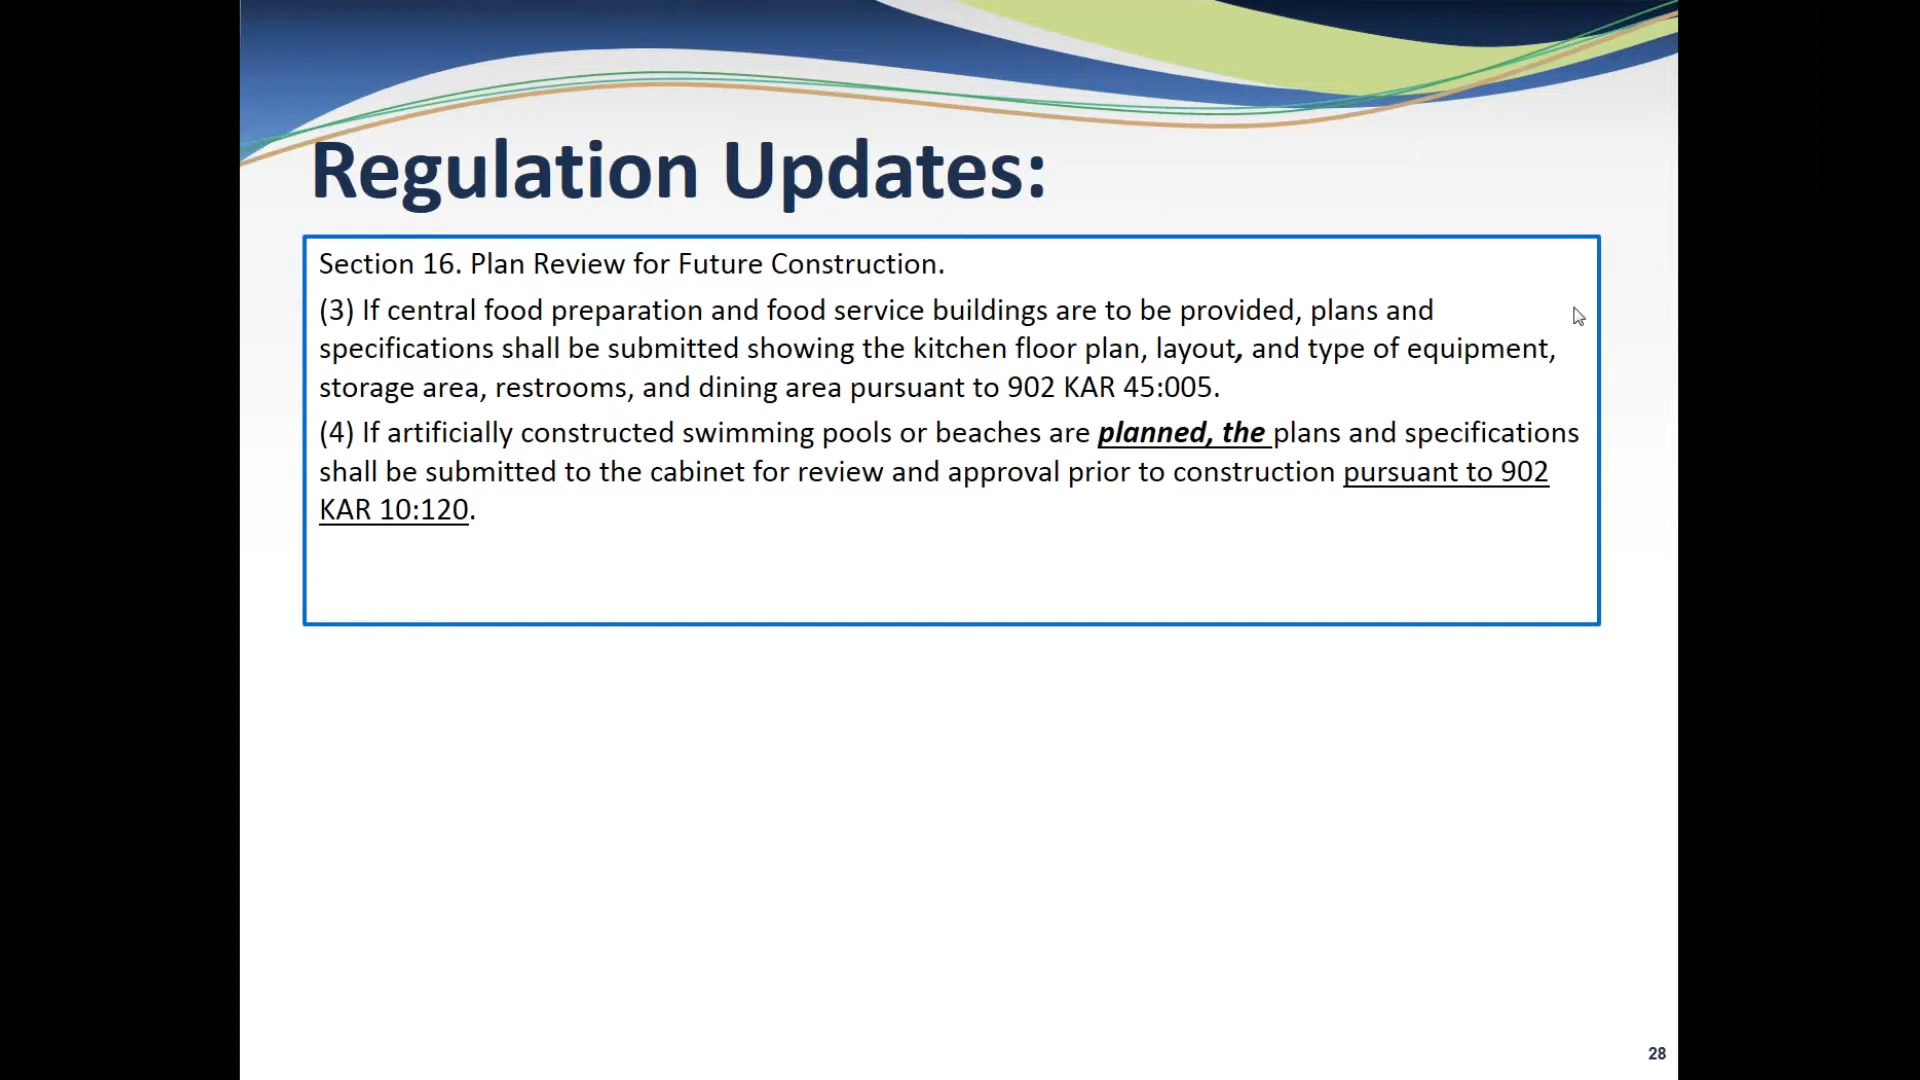 Regulation Updates:
Section 16. Plan Review for Future Construction.
(3) If central food preparation and food service buildings are to be provided, plans and
specifications shall be submitted showing the kitchen floor plan, layout, and type of equipment,
storage area, restrooms, and dining area pursuant to 902 KAR 45:005.
(4) If artificially constructed swimming pools or beaches are planned, the plans and specifications
shall be submitted to the cabinet for review and approval prior to construction pursuant to 902
KAR 10:120.
28